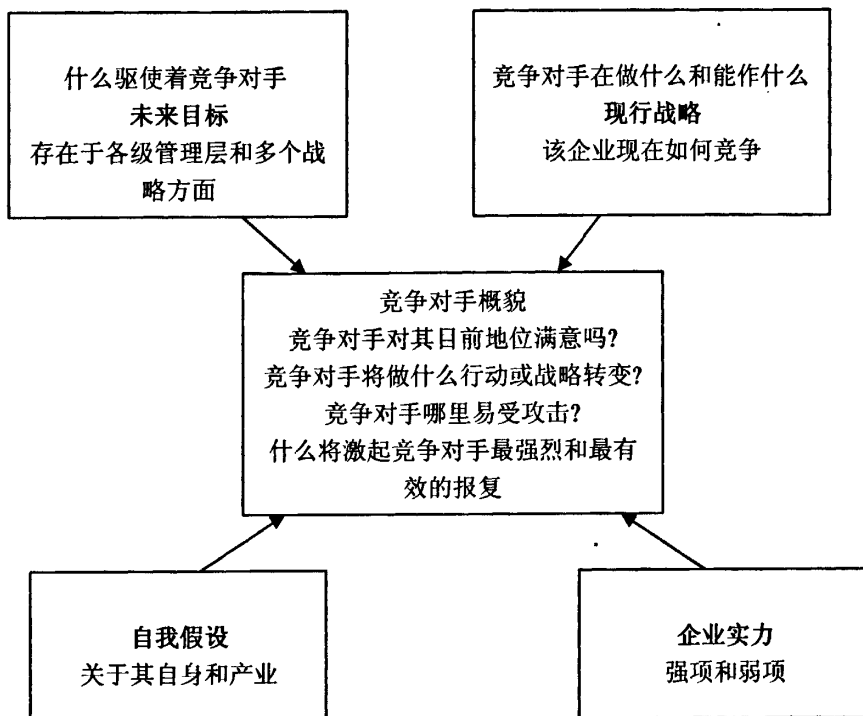 什么驱使着竞争对手
未来目标
存在于各级管理层和多个战
略方面
竞争对手在做什么和能作什么
现行战略
该企业现在如何竞争
竞争对手概貌
竞争对手对其目前地位满意吗?
竞争对手将做什么行动或战略转变?
竞争对手哪里易受攻击?
什么将激起竞争对手最强烈和最有
效的报复
自我假设
关于其自身和产业
企业实力
强项和弱项